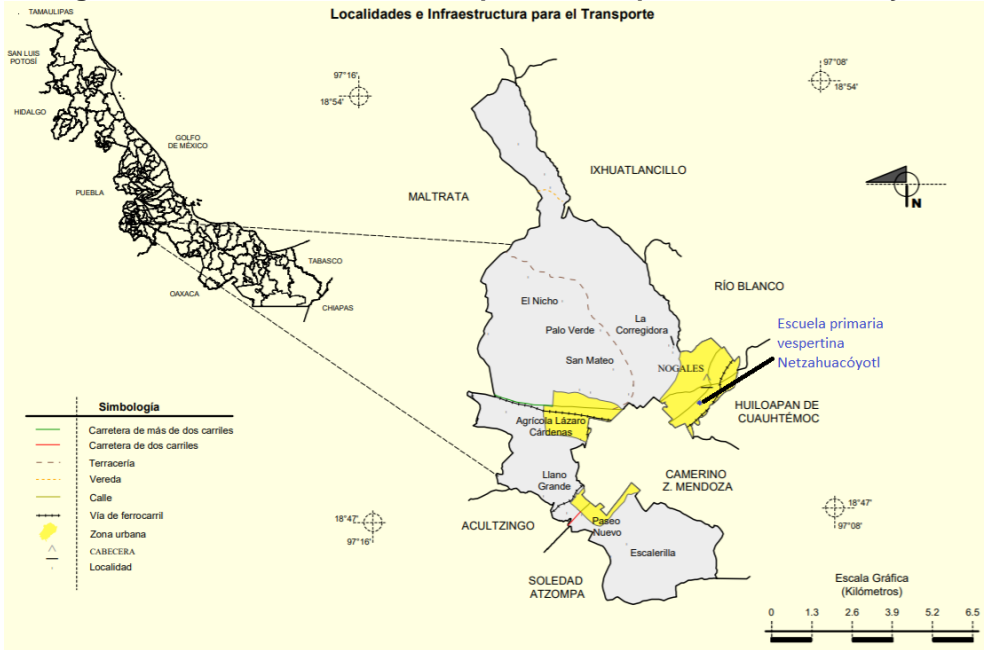 Localidades e Infraestructura para el Transporte
TAMAULIPAS
SAN LUIS
POTOSÍ
HIDALGO
GOLFO
DE MÉXICO
PUEBLA
OAXACA
TABASCO
CHIAPAS
97°16'
18°54'
97°08'
18°54'
IXHUATLANCILLO
MALTRATA
N
RÍO BLANCO
El Nicho
Palo Verde
La
Corregidora
San Mateo
NOGALES
Escuela primaria
vespertina
Netzahuacóyotl
HUILOAPAN DE
CUAUHTÉMOC
Agrícola Lázaro
Cárdenas
Llano
Grande
CAMERINO
Z. MENDOZA
ACULTZINGO
Paseo
Nuevo
Escalerilla
SOLEDAD
ATZOMPA
18°47'
97°16'
18°47'
97°08'
Simbología
Carretera de más de dos carriles
Carretera de dos carriles
Terracería
Vereda
Calle
Vía de ferrocarril
Zona urbana
CABECERA
Localidad
Escala Gráfica
(Kilómetros)
0 1.3 2.6 3.9 5.2 6.5